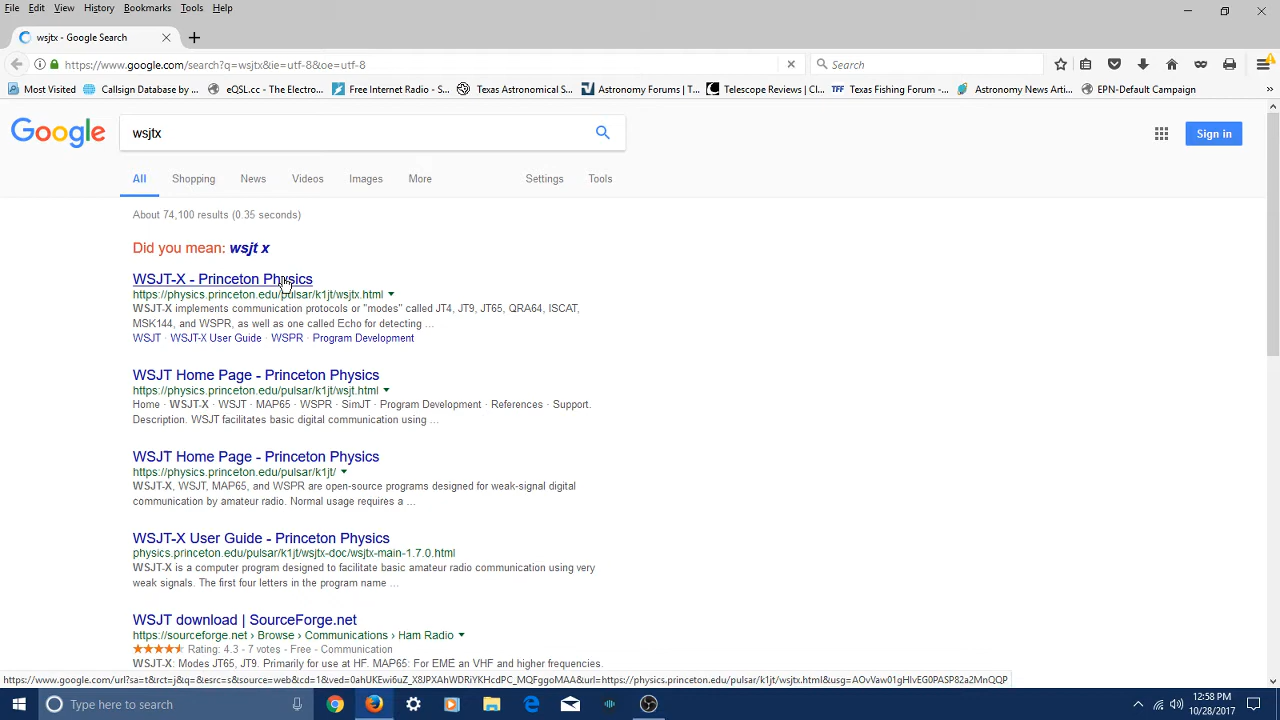 File Edit View History Bookmarks Tools Help
wsjtx - Google Search
https://www.google.com/search?q=wsjtx&ie=utf-8&oe=utf-8
Search
Most Visited Callsign Database by ... eQSL.cc - The Electro... Free Internet Radio - S... Texas Astronomical S... Astronomy Forums | T... Telescope Reviews | Cl... TFF Texas Fishing Forum -... Astronomy News Arti... EPN-Default Campaign »
Google wsjtx Sign in
All Shopping News Videos Images More Settings Tools
About 74,100 results (0.35 seconds)
Did you mean: wsjt x
WSJT-X - Princeton Physics
https://physics.princeton.edu/pulsar/k1jt/wsjtx.html
WSJT-X implements communication protocols or "modes" called JT4, JT9, JT65, QRA64, ISCAT,
MSK144, and WSPR, as well as one called Echo for detecting ...
WSJT · WSJT-X User Guide · WSPR · Program Development
WSJT Home Page - Princeton Physics
https://physics.princeton.edu/pulsar/k1jt/wsjt.html
Home · WSJT-X · WSJT · MAP65 · WSPR · SimJT · Program Development · References · Support.
Description. WSJT facilitates basic digital communication using ...
WSJT Home Page - Princeton Physics
https://physics.princeton.edu/pulsar/k1jt/
WSJT-X, WSJT, MAP65, and WSPR are open-source programs designed for weak-signal digital
communication by amateur radio. Normal usage requires a ...
WSJT-X User Guide - Princeton Physics
physics.princeton.edu/pulsar/k1jt/wsjtx-doc/wsjtx-main-1.7.0.html
WSJT-X is a computer program designed to facilitate basic amateur radio communication using very
weak signals. The first four letters in the program name ...
WSJT download | SourceForge.net
https://sourceforge.net › Browse › Communications › Ham Radio
Rating: 4.3 - 7 votes - Free - Communication
WSJT-X: Modes JT65, JT9. Primarily for use at HF. MAP65: For EME an VHF and higher frequencies.
Type here to search
12:58 PM
10/28/2017